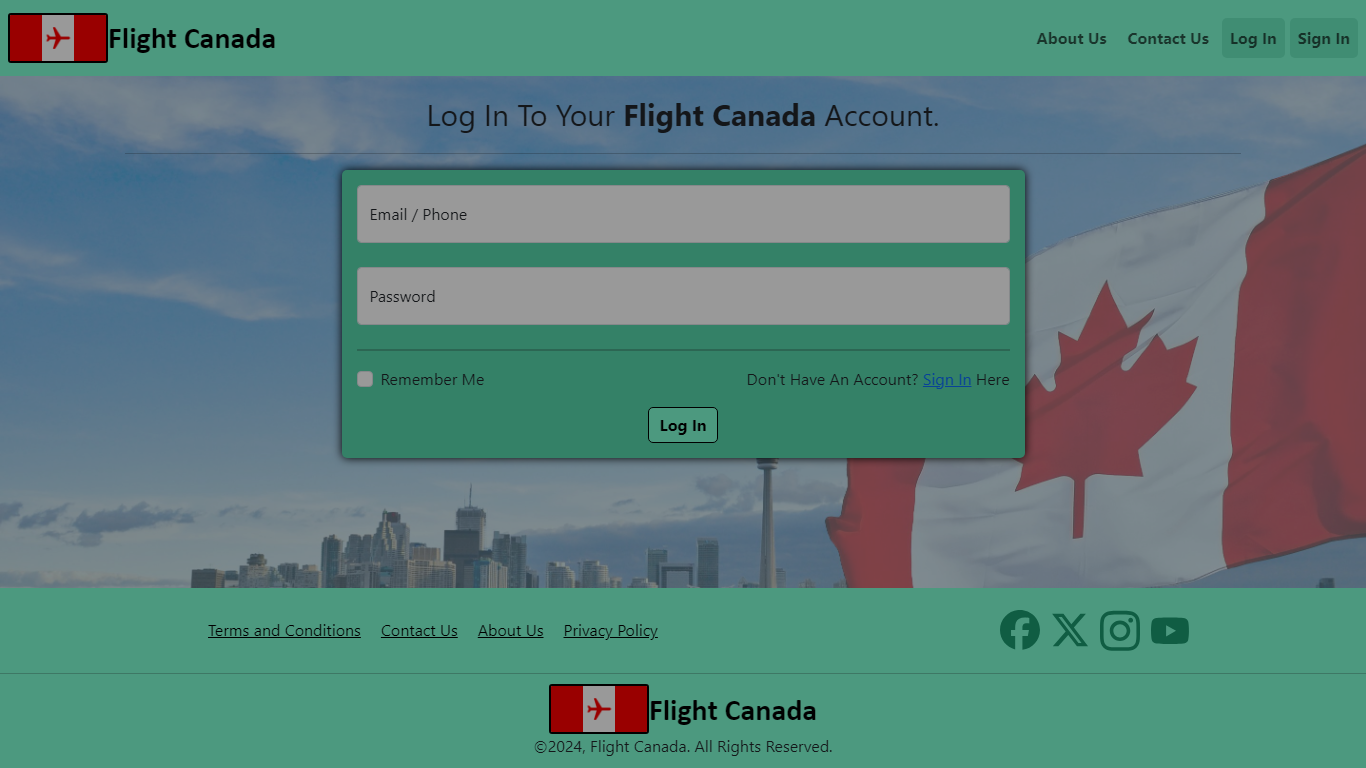 Flight Canada
About Us
Contact Us
Log In
Sign In
Log In To Your Flight Canada Account.
Email / Phone
Password
Remember Me
Don't Have An Account? Sign In Here
Log In
Terms and Conditions
Contact Us
About Us
Privacy Policy
Flight Canada
©2024, Flight Canada. All Rights Reserved.